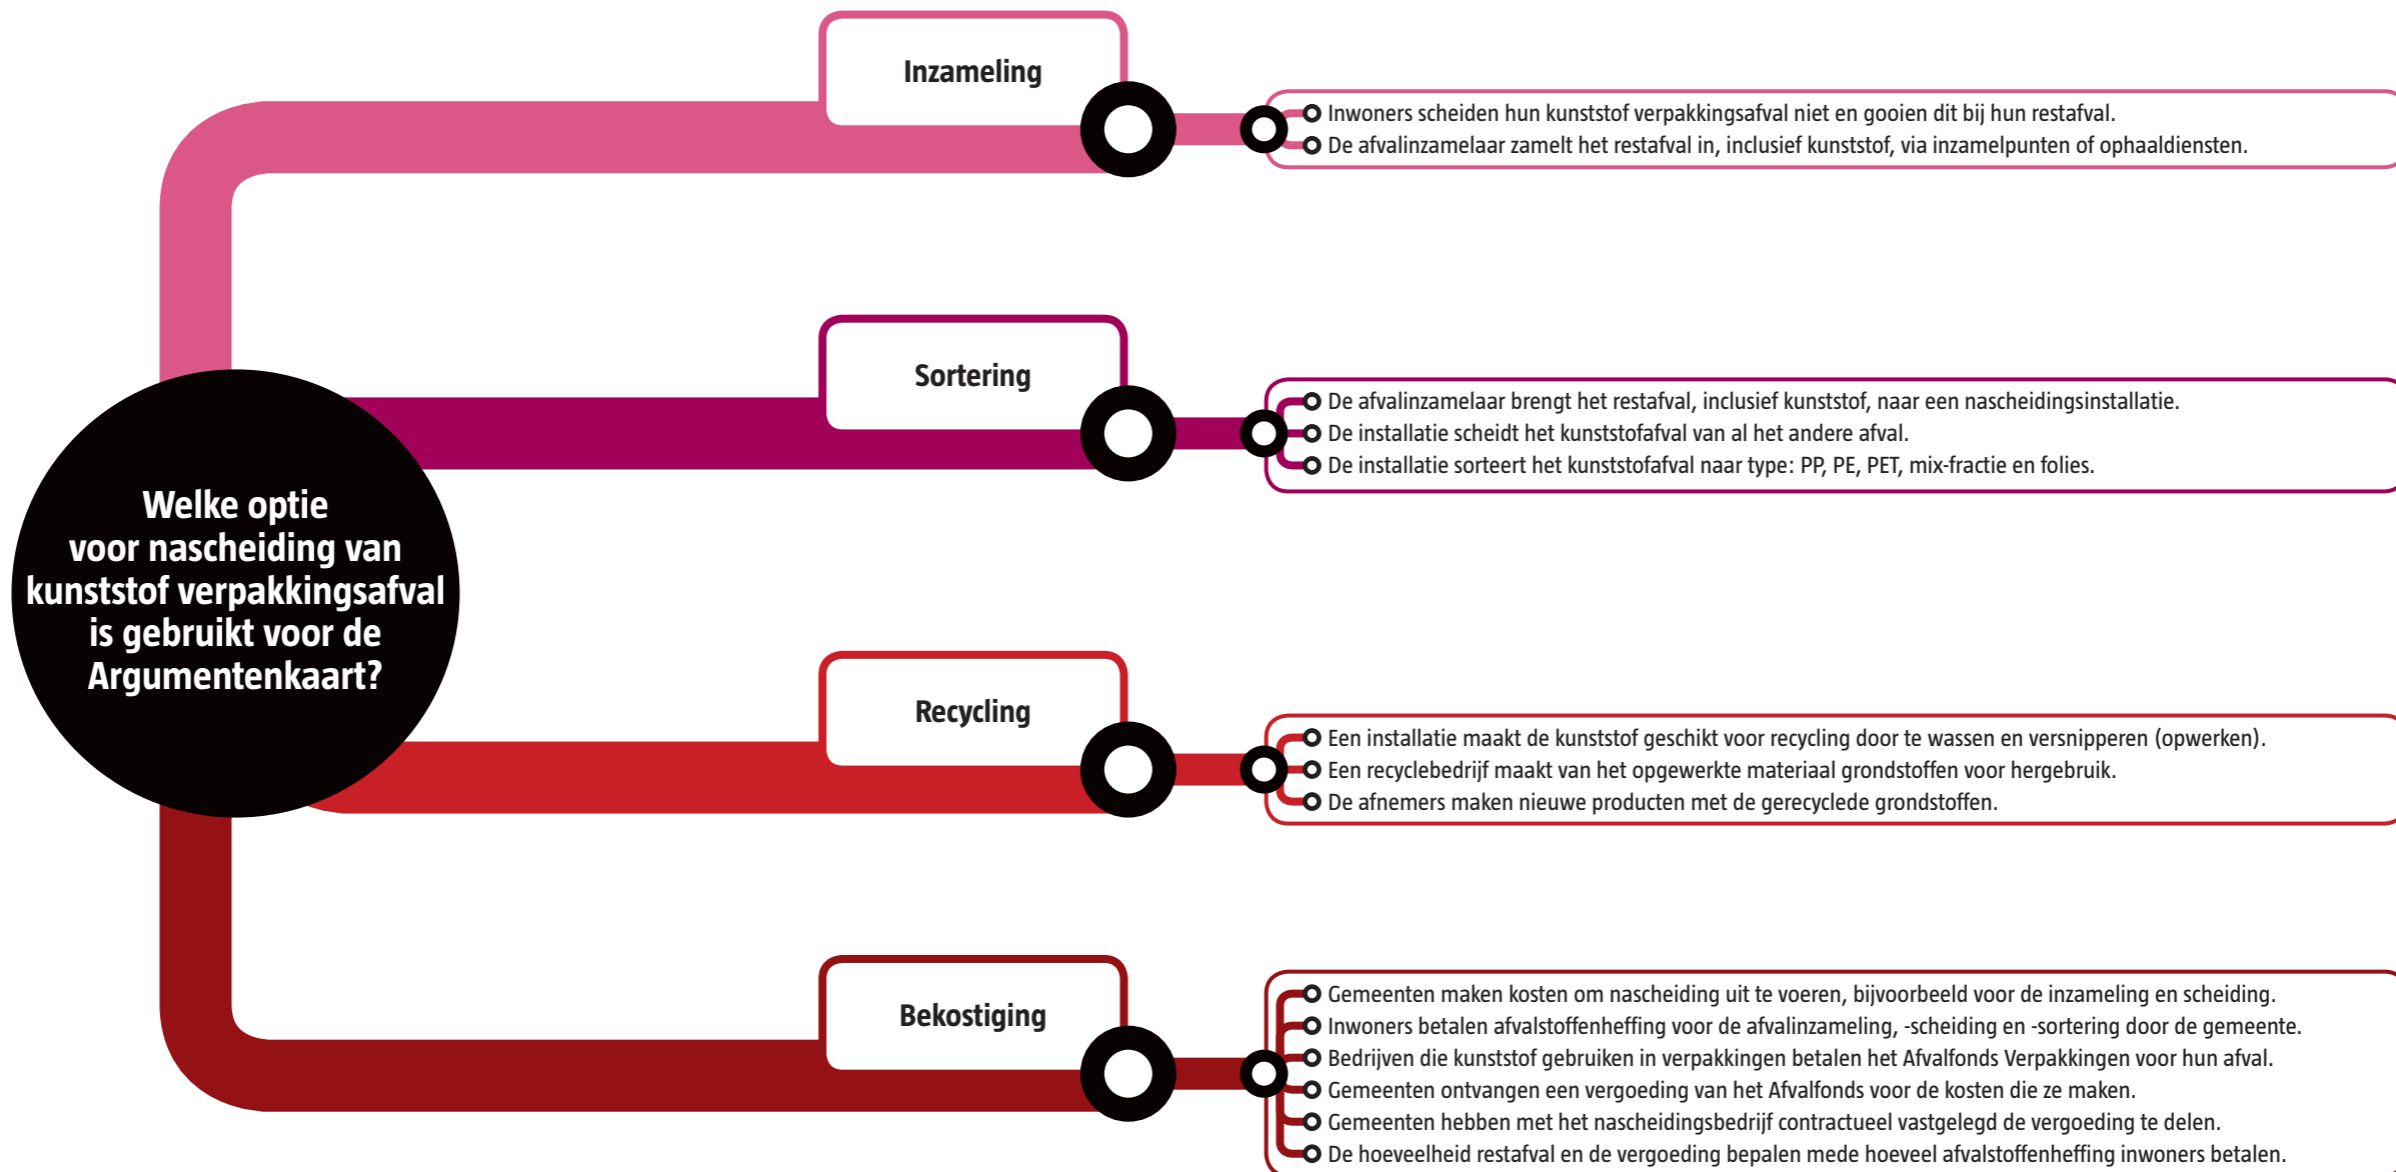 Welke optie
voor nascheiding van
kunststof verpakkingsafval
is gebruikt voor de
Argumentenkaart?
Inzameling
Inwoners scheiden hun kunststof verpakkingsafval niet en gooien dit bij hun restafval.
De afvalinzamelaar zamelt het restafval in, inclusief kunststof, via inzamelpunten of ophaaldiensten.
Sortering
De afvalinzamelaar brengt het restafval, inclusief kunststof, naar een nascheidingsinstallatie.
De installatie scheidt het kunststofafval van al het andere afval.
De installatie sorteert het kunststofafval naar type: PP, PE, PET, mix-fractie en folies.
Recycling
Een installatie maakt de kunststof geschikt voor recycling door te wassen en versnipperen (opwerken).
Een recyclebedrijf maakt van het opgewerkte materiaal grondstoffen voor hergebruik.
De afnemers maken nieuwe producten met de gerecyclede grondstoffen.
Bekostiging
Gemeenten maken kosten om nascheiding uit te voeren, bijvoorbeeld voor de inzameling en scheiding.
Inwoners betalen afvalstoffenheffing voor de afvalinzameling, -scheiding en -sortering door de gemeente.
Bedrijven die kunststof gebruiken in verpakkingen betalen het Afvalfonds Verpakkingen voor hun afval.
Gemeenten ontvangen een vergoeding van het Afvalfonds voor de kosten die ze maken.
Gemeenten hebben met het nascheidingsbedrijf contractueel vastgelegd de vergoeding te delen.
De hoeveelheid restafval en de vergoeding bepalen mede hoeveel afvalstoffenheffing inwoners betalen.